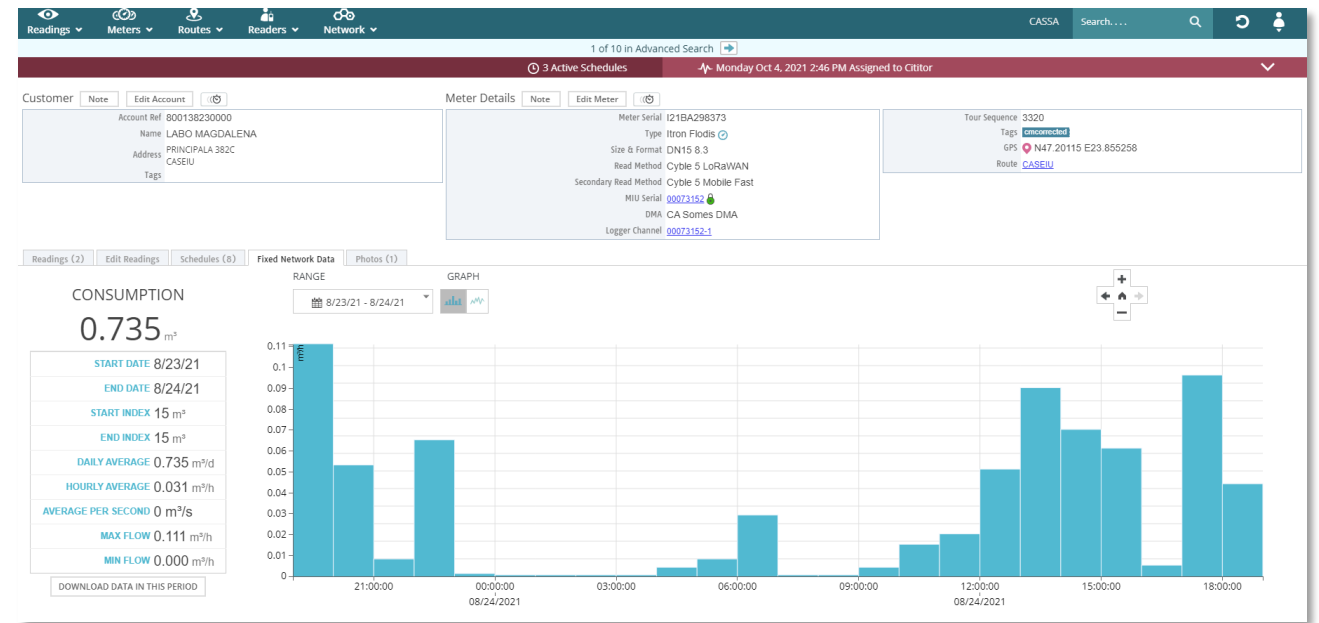 Readings Meters Routes Readers Network CASSA Search....
1 of 10 in Advanced Search
3 Active Schedules Monday Oct 4, 2021 2:46 PM Assigned to Cititor
Customer Note Edit Account
Account Ref 800138230000
Name LABO MAGDALENA
Address PRINCIPALA 382C
CASEIU
Tags
Meter Details Note Edit Meter
Meter Serial I21BA298373
Type Itron Flodis
Size & Format DN15 8.3
Read Method Cyble 5 LoRaWAN
Secondary Read Method Cyble 5 Mobile Fast
MIU Serial 00073152
DMA CA Somes DMA
Logger Channel 00073152-1
Tour Sequence 3320
Tags cmcorrected
GPS N47.20115 E23.855258
Route CASEIU
Readings (2) Edit Readings Schedules (8) Fixed Network Data Photos (1)
CONSUMPTION
0.735 m³
START DATE 8/23/21
END DATE 8/24/21
START INDEX 15 m³
END INDEX 15 m³
DAILY AVERAGE 0.735 m³/d
HOURLY AVERAGE 0.031 m³/h
AVERAGE PER SECOND 0 m³/s
MAX FLOW 0.111 m³/h
MIN FLOW 0.000 m³/h
DOWNLOAD DATA IN THIS PERIOD
RANGE GRAPH
8/23/21 - 8/24/21
m³/h
0.11
0.1
0.09
0.08
0.07
0.06
0.05
0.04
0.03
0.02
0.01
0
21:00:00 00:00:00 03:00:00 06:00:00 09:00:00 12:00:00 15:00:00 18:00:00
08/24/2021 08/24/2021